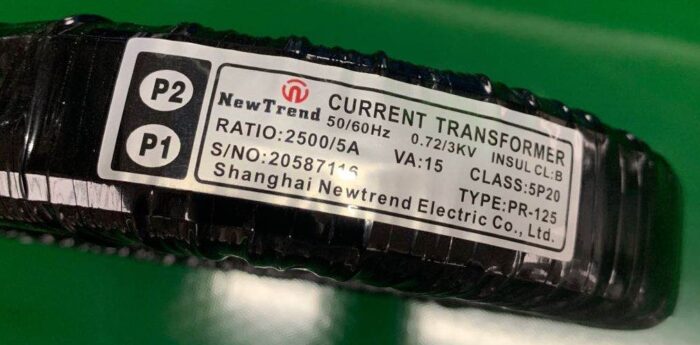 P2
P1
NewTrend CURRENT TRANSFORMER
50/60Hz 0.72/3KV INSUL CL:B
RATIO:2500/5A VA:15 CLASS:5P20
S/NO:20587116 TYPE:PR-125
Shanghai Newtrend Electric Co., Ltd.